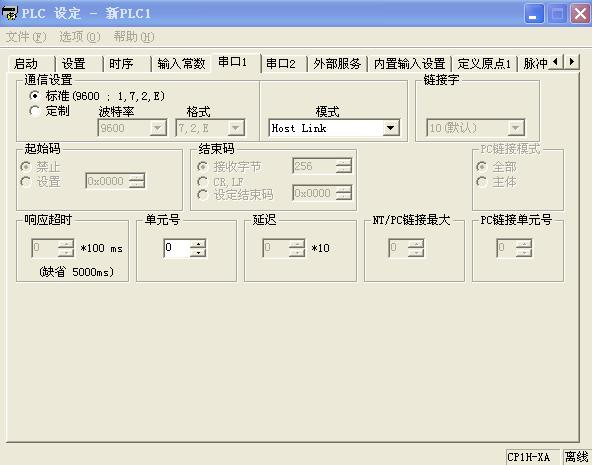 PLC 设定 - 新PLC1
文件(F) 选项(O) 帮助(H)
启动 设置 时序 输入常数 串口1 串口2 外部服务 内置输入设置 定义原点1 脉冲
通信设置 链接字
标准(9600 ; 1,7,2,E)
定制 波特率 格式 模式
9600 7,2,E Host Link 10(默认)
起始码 结束码 PC链接模式
禁止 接收字节 256 全部
设置 0x0000 CR,LF 主体
设定结束码 0x0000
响应超时 单元号 延迟 NT/PC链接最大 PC链接单元号
0 *100 ms 0 0 *10 0 0
(缺省 5000ms)
CP1H-XA 离线